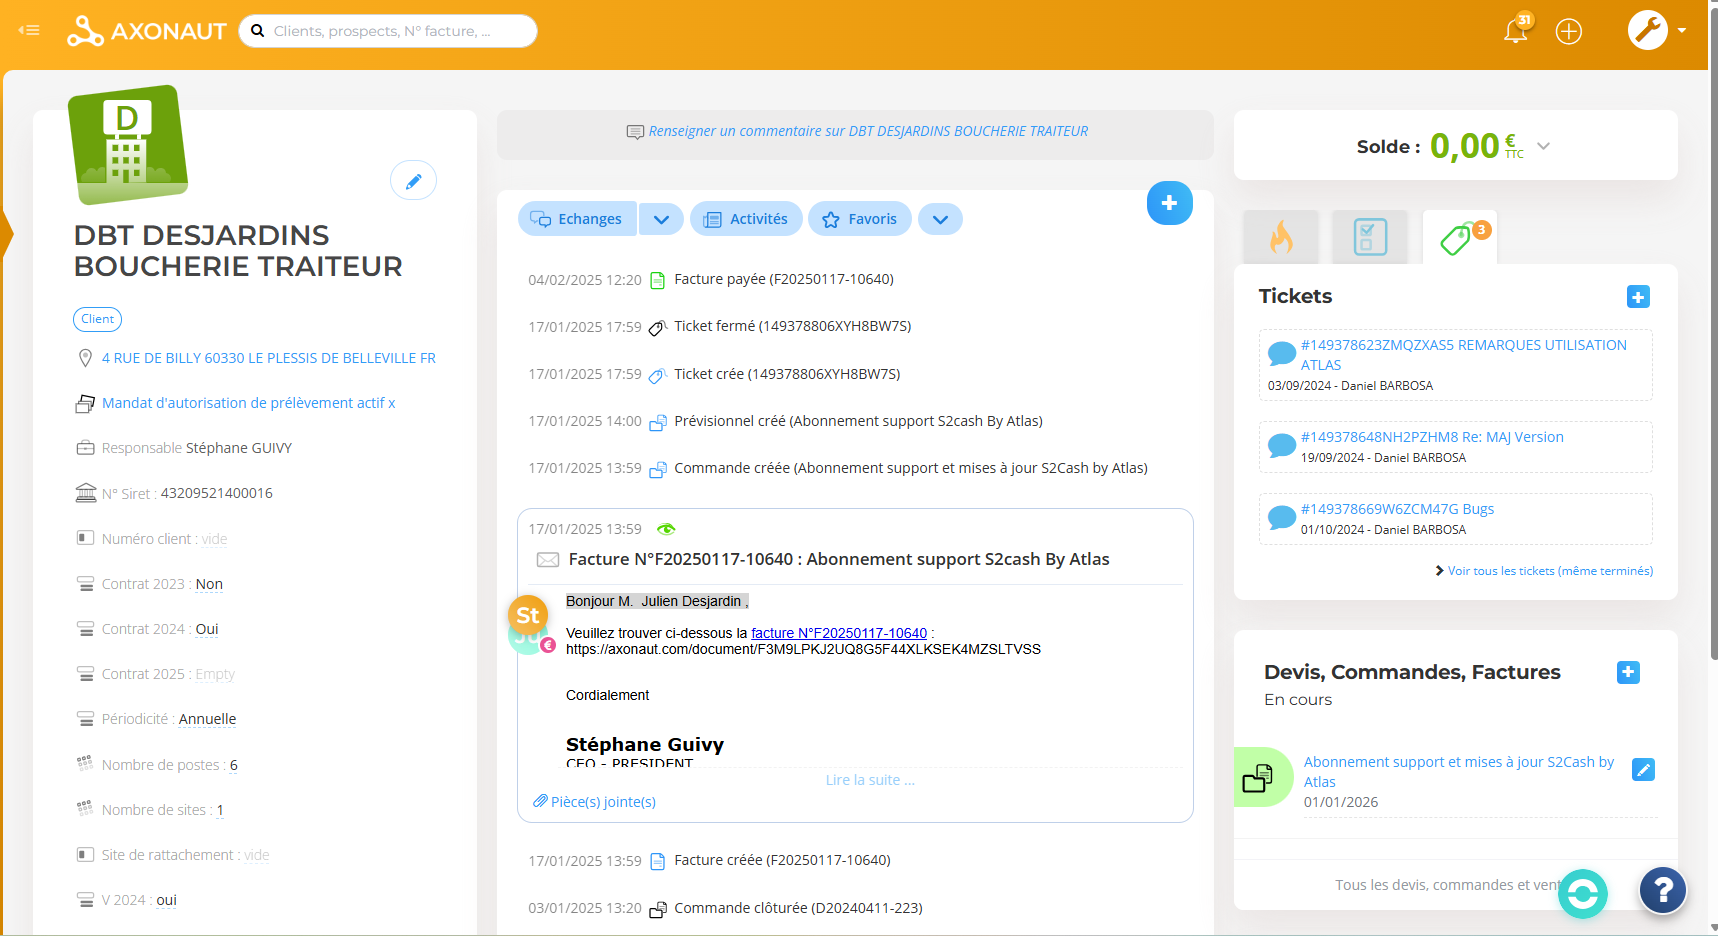 AXONAUT
Clients, prospects, N° facture, ...
31
D
DBT DESJARDINS
BOUCHERIE TRAITEUR
Client
4 RUE DE BILLY 60330 LE PLESSIS DE BELLEVILLE FR
Mandat d'autorisation de prélèvement actif x
Responsable Stéphane GUIVY
N° Siret : 43209521400016
Numéro client : vide
Contrat 2023 : Non
Contrat 2024 : Oui
Contrat 2025 : Empty
Périodicité : Annuelle
Nombre de postes : 6
Nombre de sites : 1
Site de rattachement : vide
V 2024 : oui
Renseigner un commentaire sur DBT DESJARDINS BOUCHERIE TRAITEUR
Echanges
Activités
Favoris
04/02/2025 12:20 Facture payée (F20250117-10640)
17/01/2025 17:59 Ticket fermé (149378806XYH8BW7S)
17/01/2025 17:59 Ticket crée (149378806XYH8BW7S)
17/01/2025 14:00 Prévisionnel créé (Abonnement support S2cash By Atlas)
17/01/2025 13:59 Commande créée (Abonnement support et mises à jour S2Cash by Atlas)
17/01/2025 13:59
Facture N°F20250117-10640 : Abonnement support S2cash By Atlas
St
Ju
€
Bonjour M.  Julien Desjardin ,
Veuillez trouver ci-dessous la facture N°F20250117-10640 :
https://axonaut.com/document/F3M9LPKJ2UQ8G5F44XLKSEK4MZSLTVSS
Cordialement
Stéphane Guivy
CEO - PRESIDENT
Lire la suite ...
Pièce(s) jointe(s)
17/01/2025 13:59 Facture créée (F20250117-10640)
03/01/2025 13:20 Commande clôturée (D20240411-223)
Solde : 0,00 € TTC
3
Tickets
#149378623ZMQZXAS5 REMARQUES UTILISATION
ATLAS
03/09/2024 - Daniel BARBOSA
#149378648NH2PZHM8 Re: MAJ Version
19/09/2024 - Daniel BARBOSA
#149378669W6ZCM47G Bugs
01/10/2024 - Daniel BARBOSA
Voir tous les tickets (même terminés)
Devis, Commandes, Factures
En cours
Abonnement support et mises à jour S2Cash by
Atlas
01/01/2026
Tous les devis, commandes et vent
?